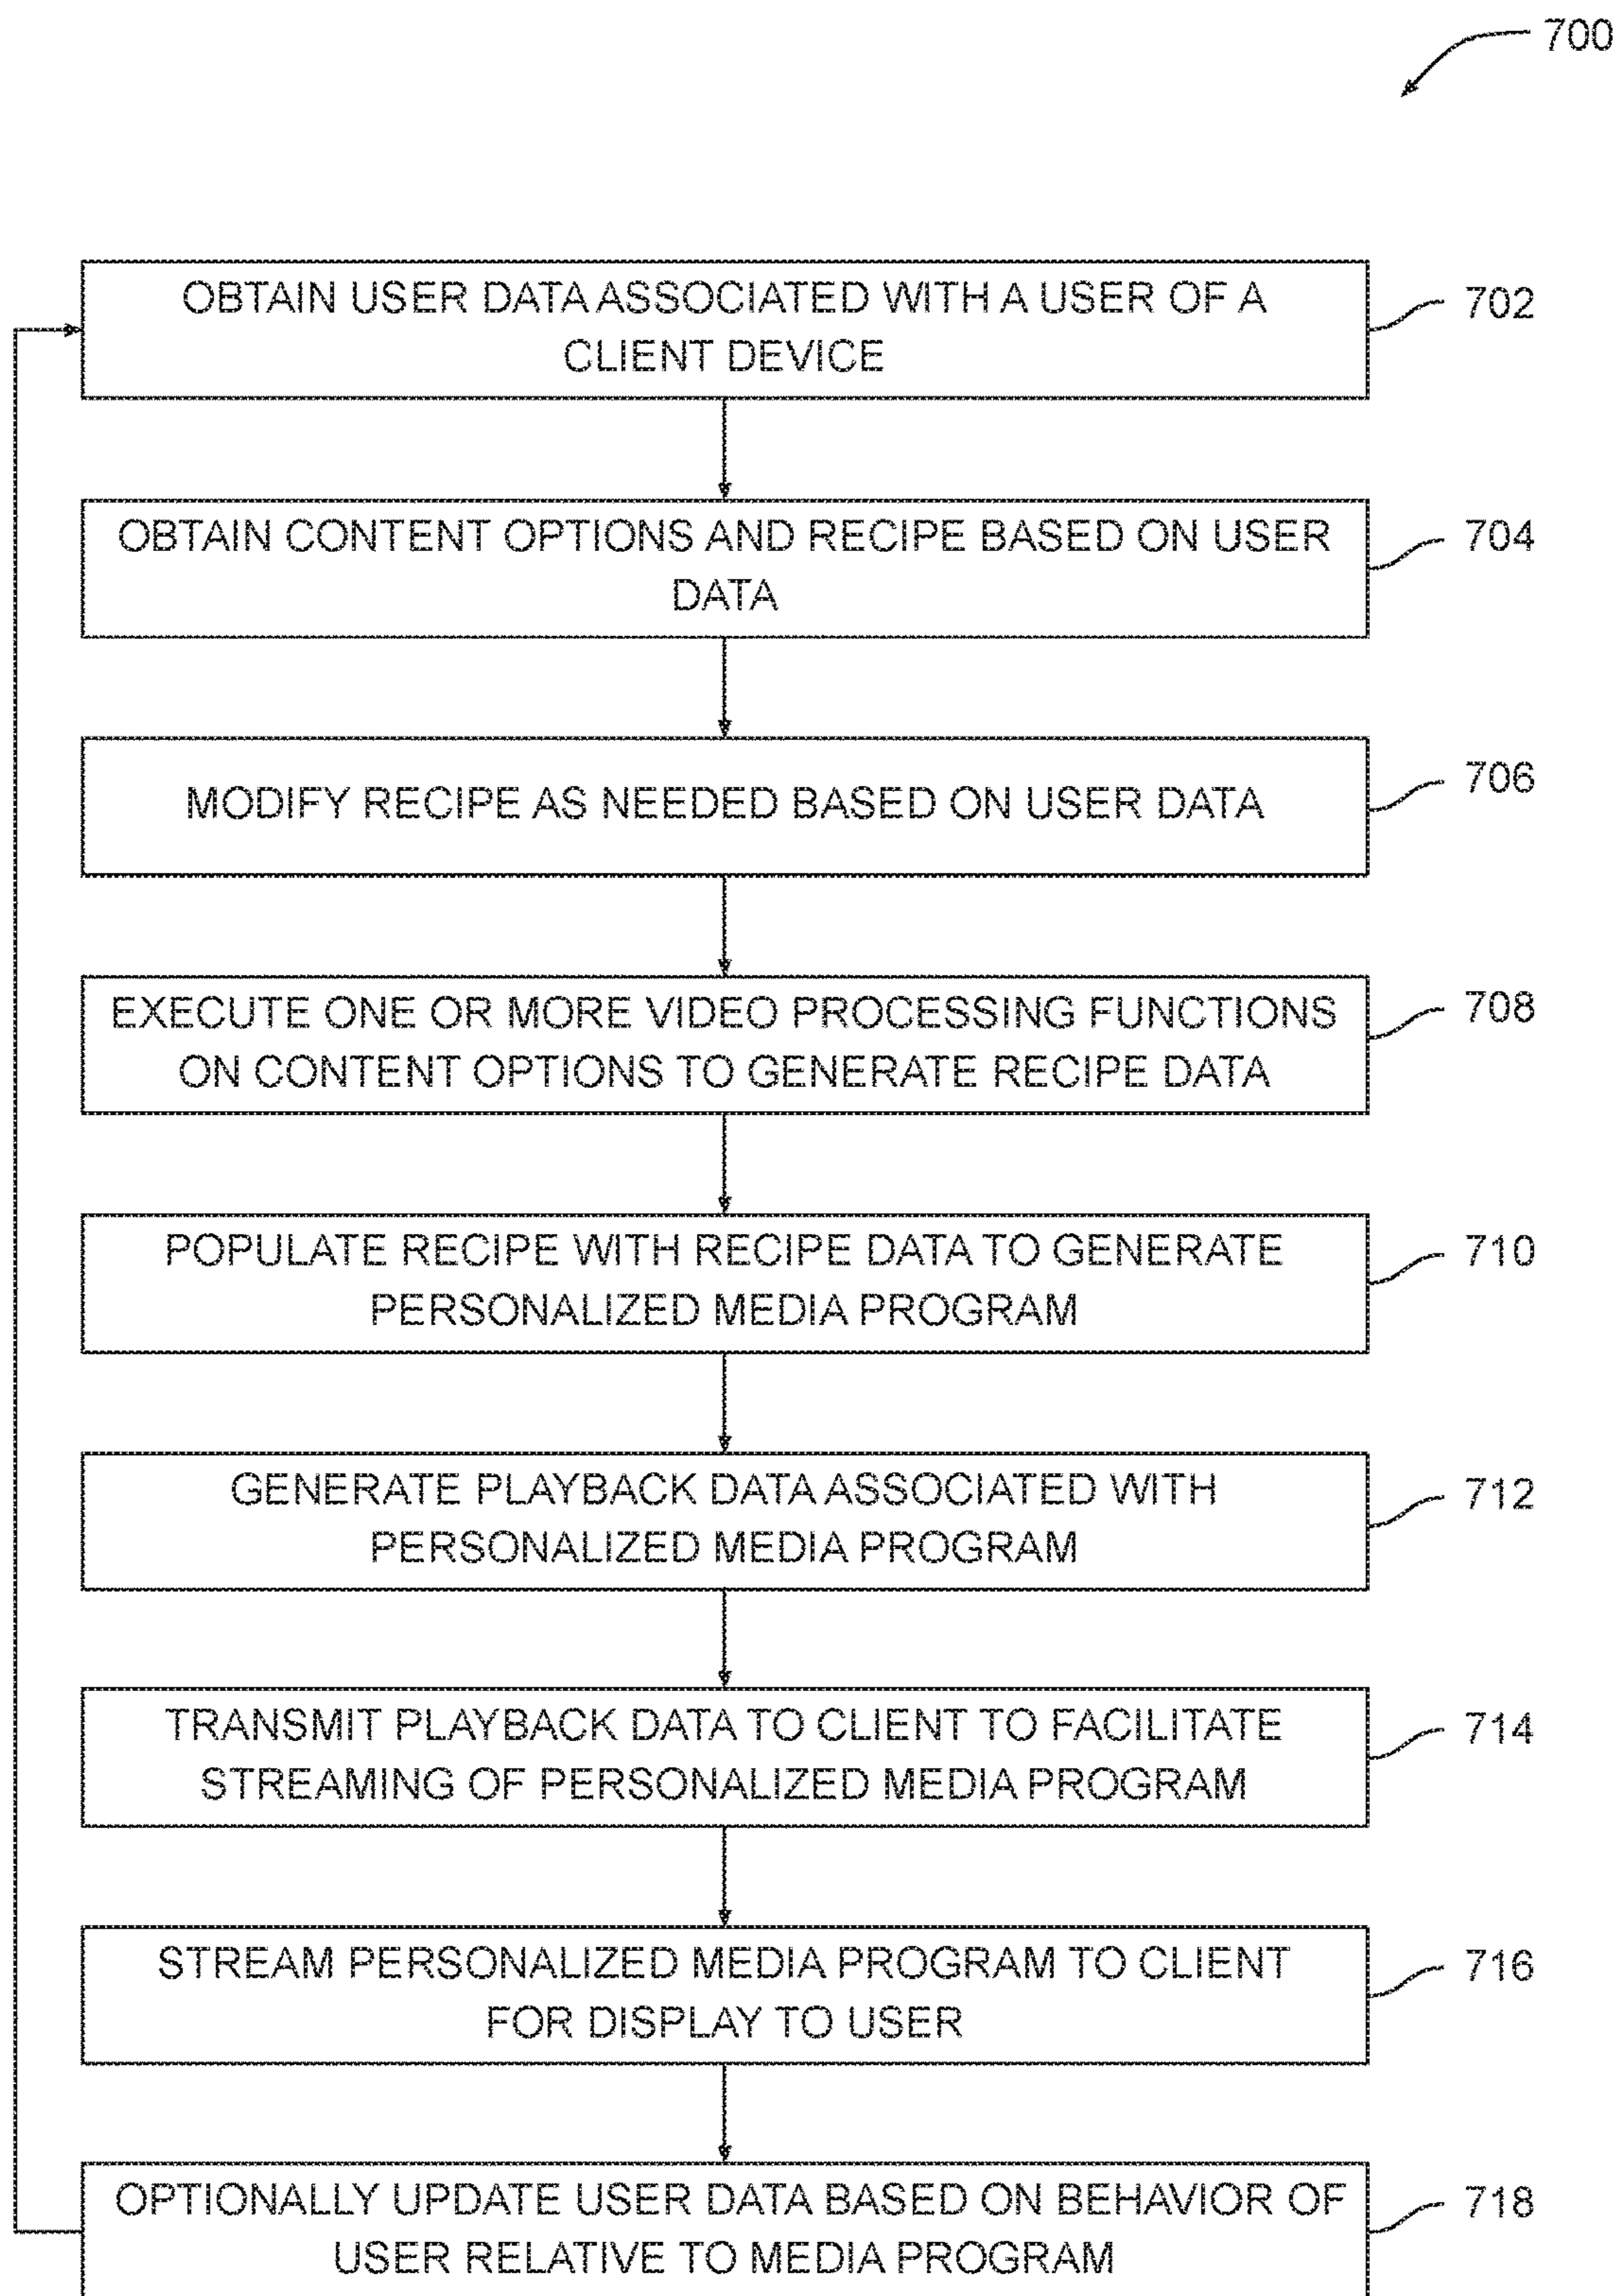 700
OBTAIN USER DATA ASSOCIATED WITH A USER OF A
CLIENT DEVICE
702
OBTAIN CONTENT OPTIONS AND RECIPE BASED ON USER
DATA
704
MODIFY RECIPE AS NEEDED BASED ON USER DATA
706
EXECUTE ONE OR MORE VIDEO PROCESSING FUNCTIONS
ON CONTENT OPTIONS TO GENERATE RECIPE DATA
708
POPULATE RECIPE WITH RECIPE DATA TO GENERATE
PERSONALIZED MEDIA PROGRAM
710
GENERATE PLAYBACK DATA ASSOCIATED WITH
PERSONALIZED MEDIA PROGRAM
712
TRANSMIT PLAYBACK DATA TO CLIENT TO FACILITATE
STREAMING OF PERSONALIZED MEDIA PROGRAM
714
STREAM PERSONALIZED MEDIA PROGRAM TO CLIENT
FOR DISPLAY TO USER
716
OPTIONALLY UPDATE USER DATA BASED ON BEHAVIOR OF
USER RELATIVE TO MEDIA PROGRAM
718